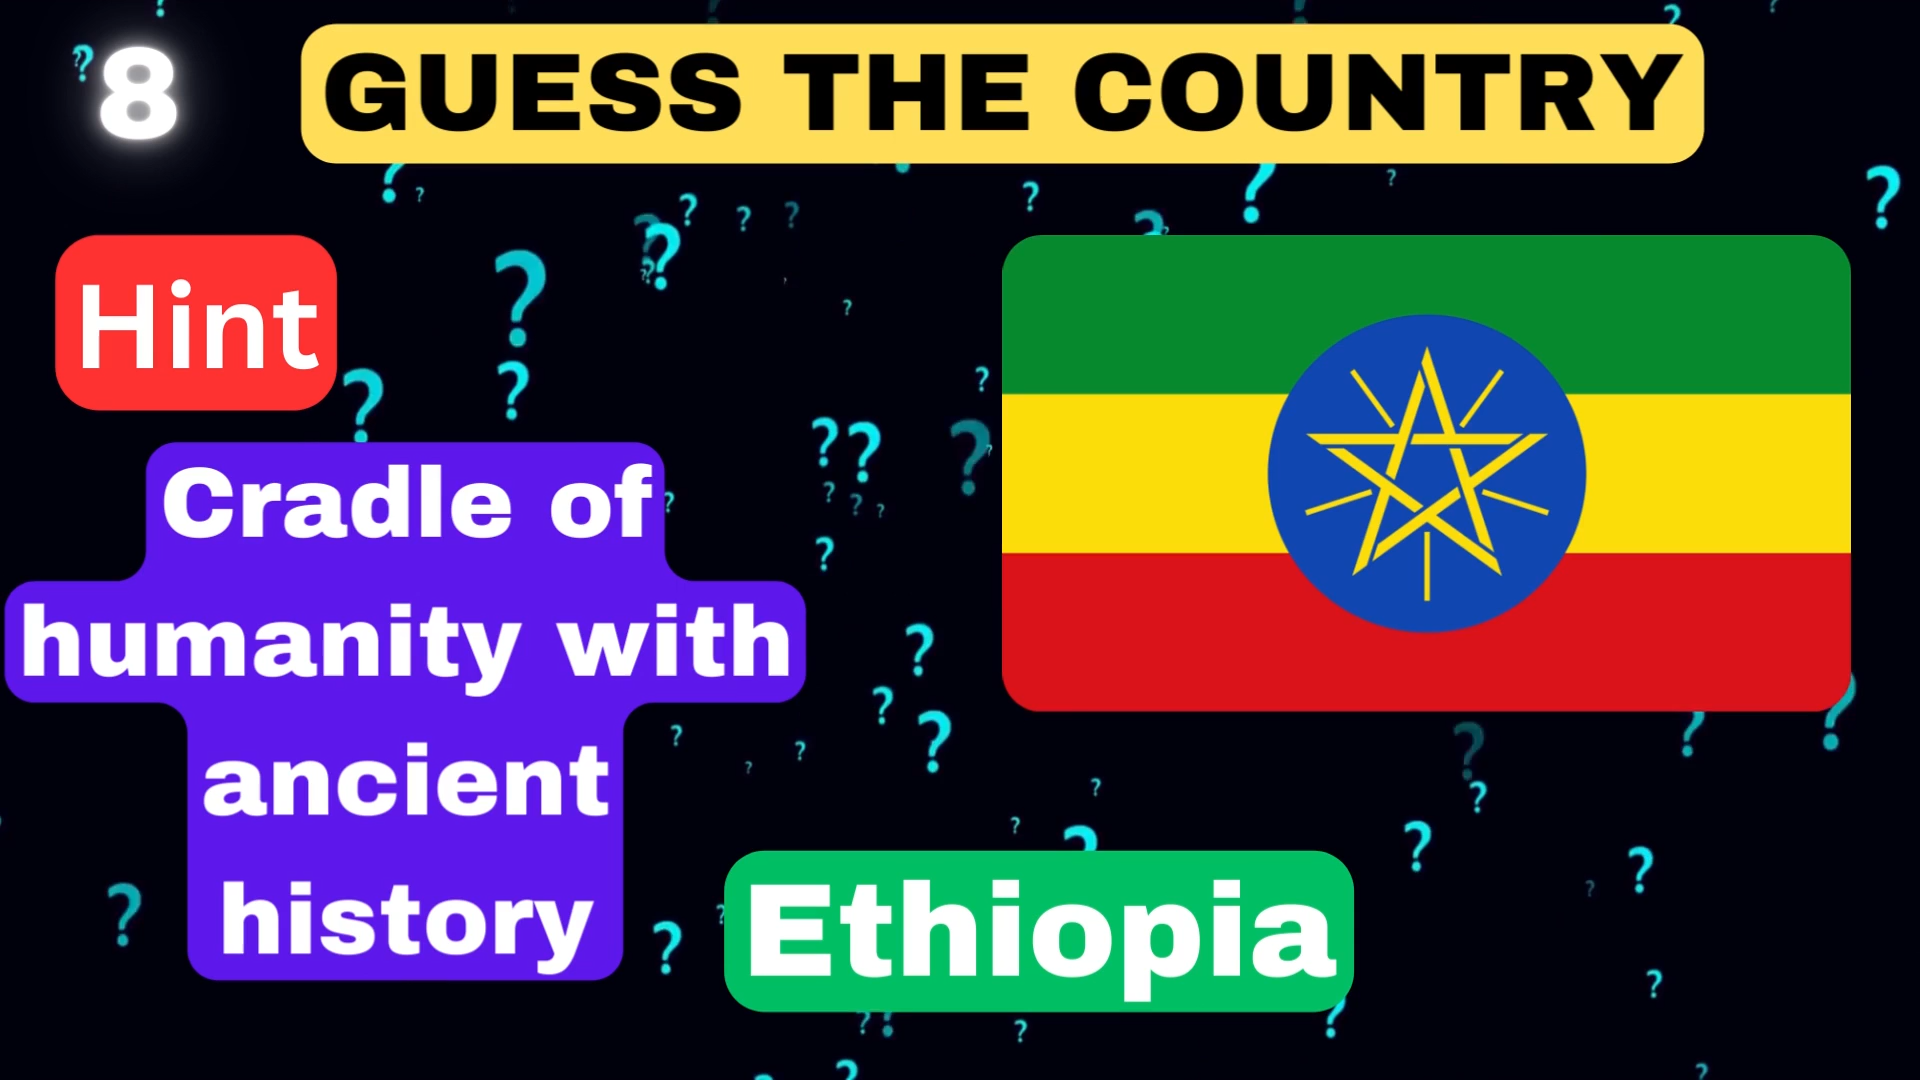 8
GUESS THE COUNTRY
Hint
Cradle of
humanity with
ancient
history
Ethiopia